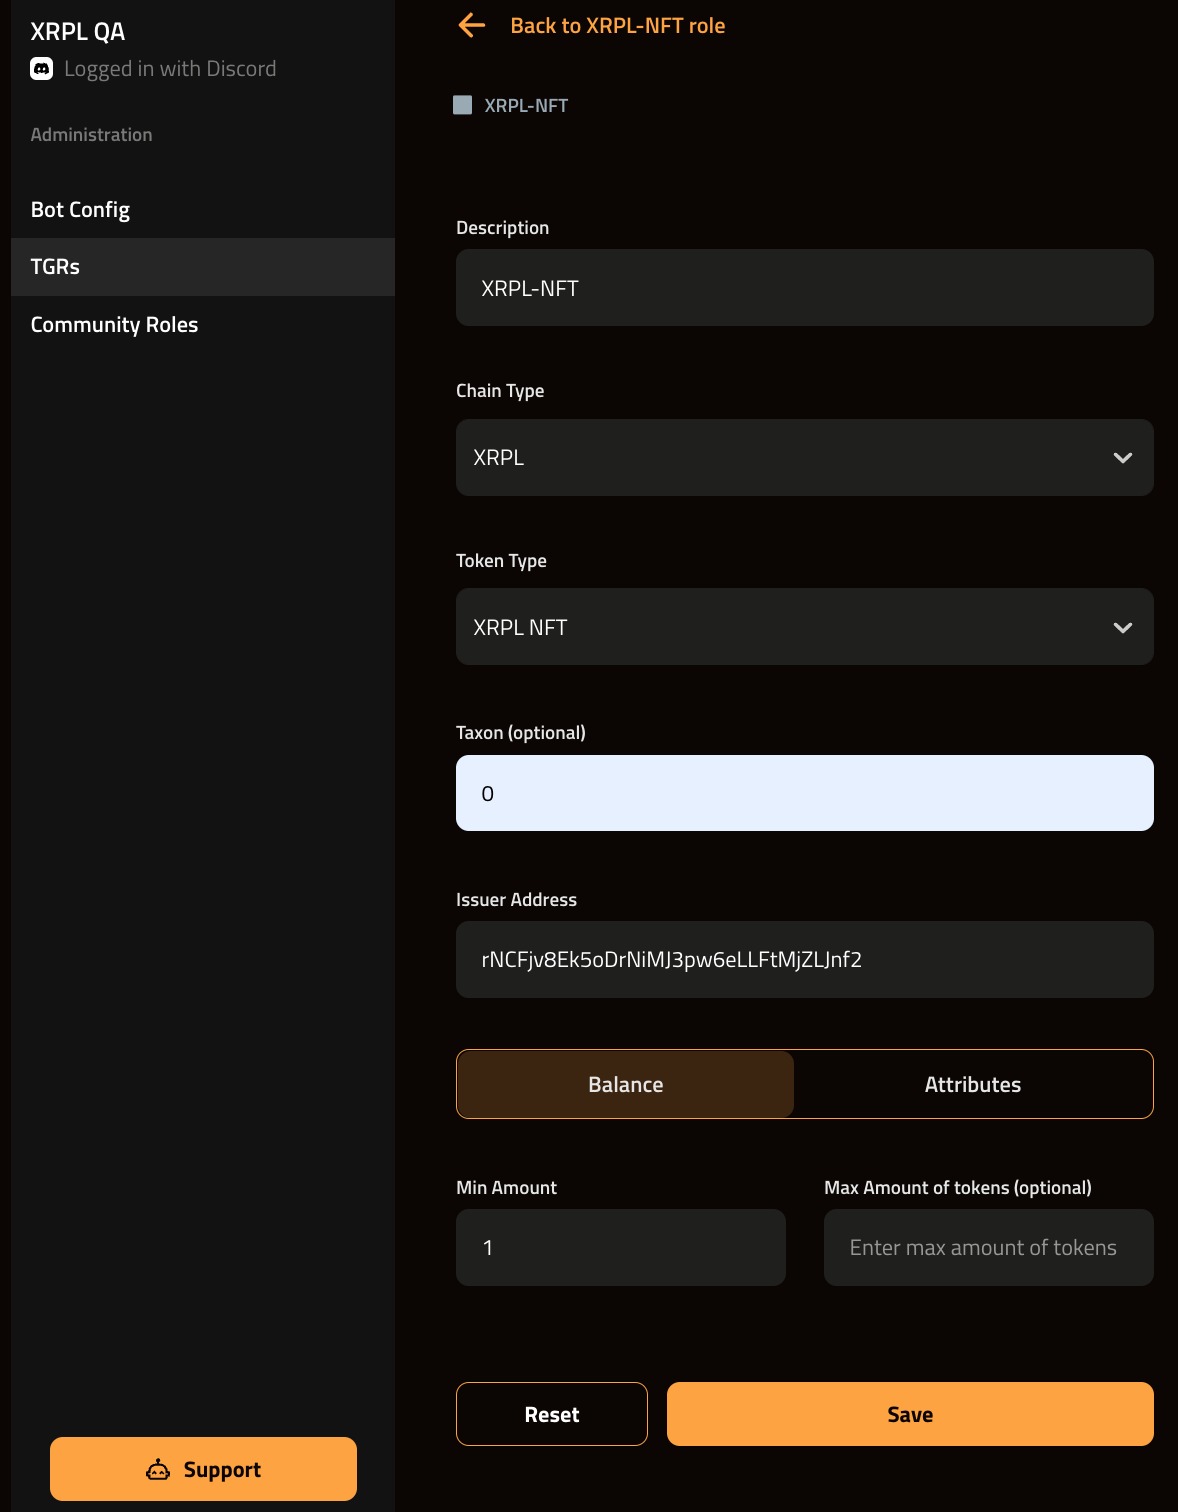 XRPL QA
Logged in with Discord
Administration
Bot Config
TGRs
Community Roles
Support
Back to XRPL-NFT role
XRPL-NFT
Description
XRPL-NFT
Chain Type
XRPL
Token Type
XRPL NFT
Taxon (optional)
0
Issuer Address
rNCFjv8Ek5oDrNiMJ3pw6eLLFtMjZLJnf2
Balance
Attributes
Min Amount
1
Max Amount of tokens (optional)
Enter max amount of tokens
Reset
Save